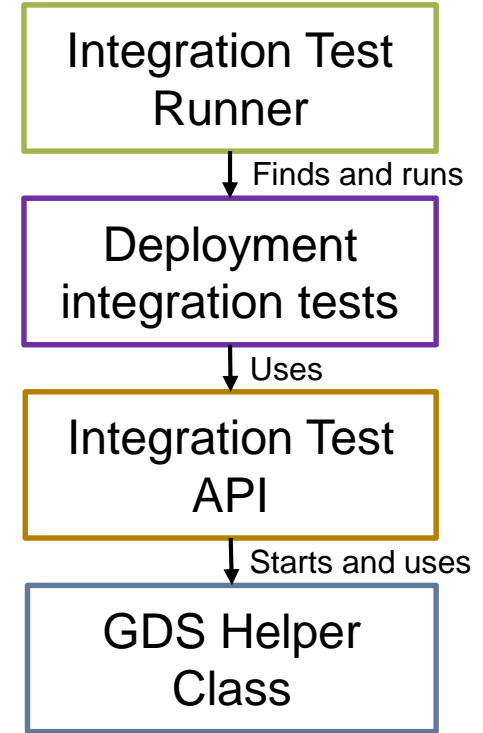 Integration Test
Runner
Finds and runs
Deployment
integration tests
Uses
Integration Test
API
Starts and uses
GDS Helper
Class